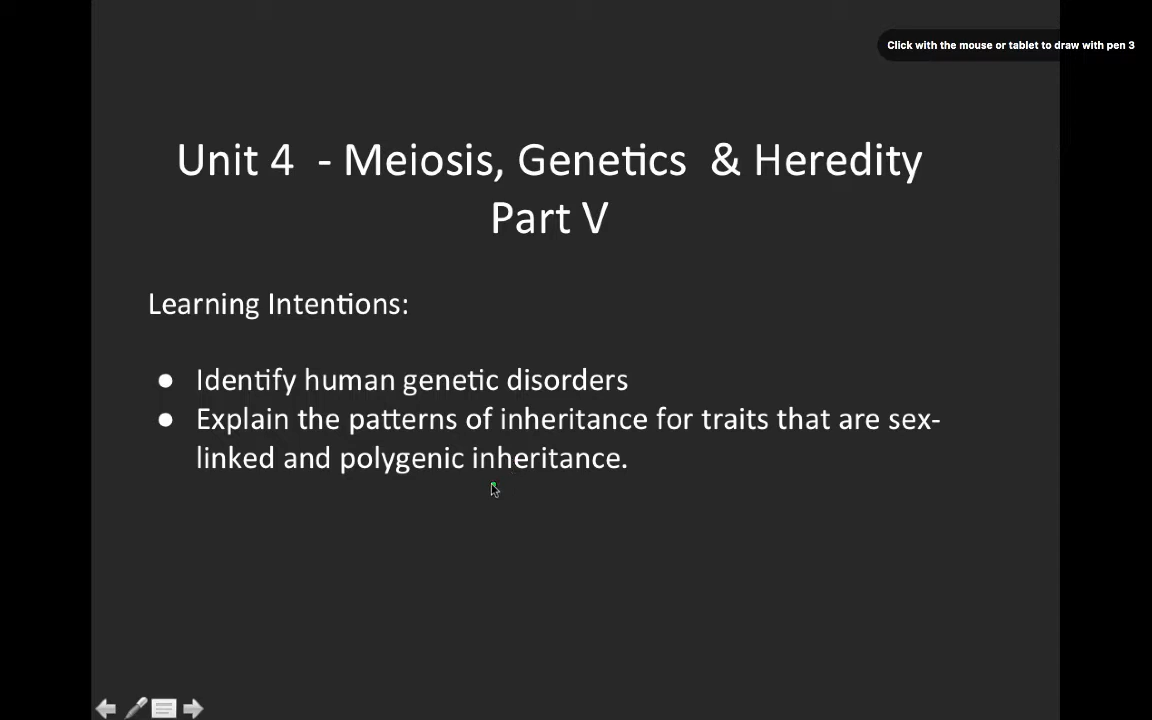 Click with the mouse or tablet to draw with pen 3
Unit 4 - Meiosis, Genetics & Heredity
Part V
Learning Intentions:
● Identify human genetic disorders
● Explain the patterns of inheritance for traits that are sex-
linked and polygenic inheritance.